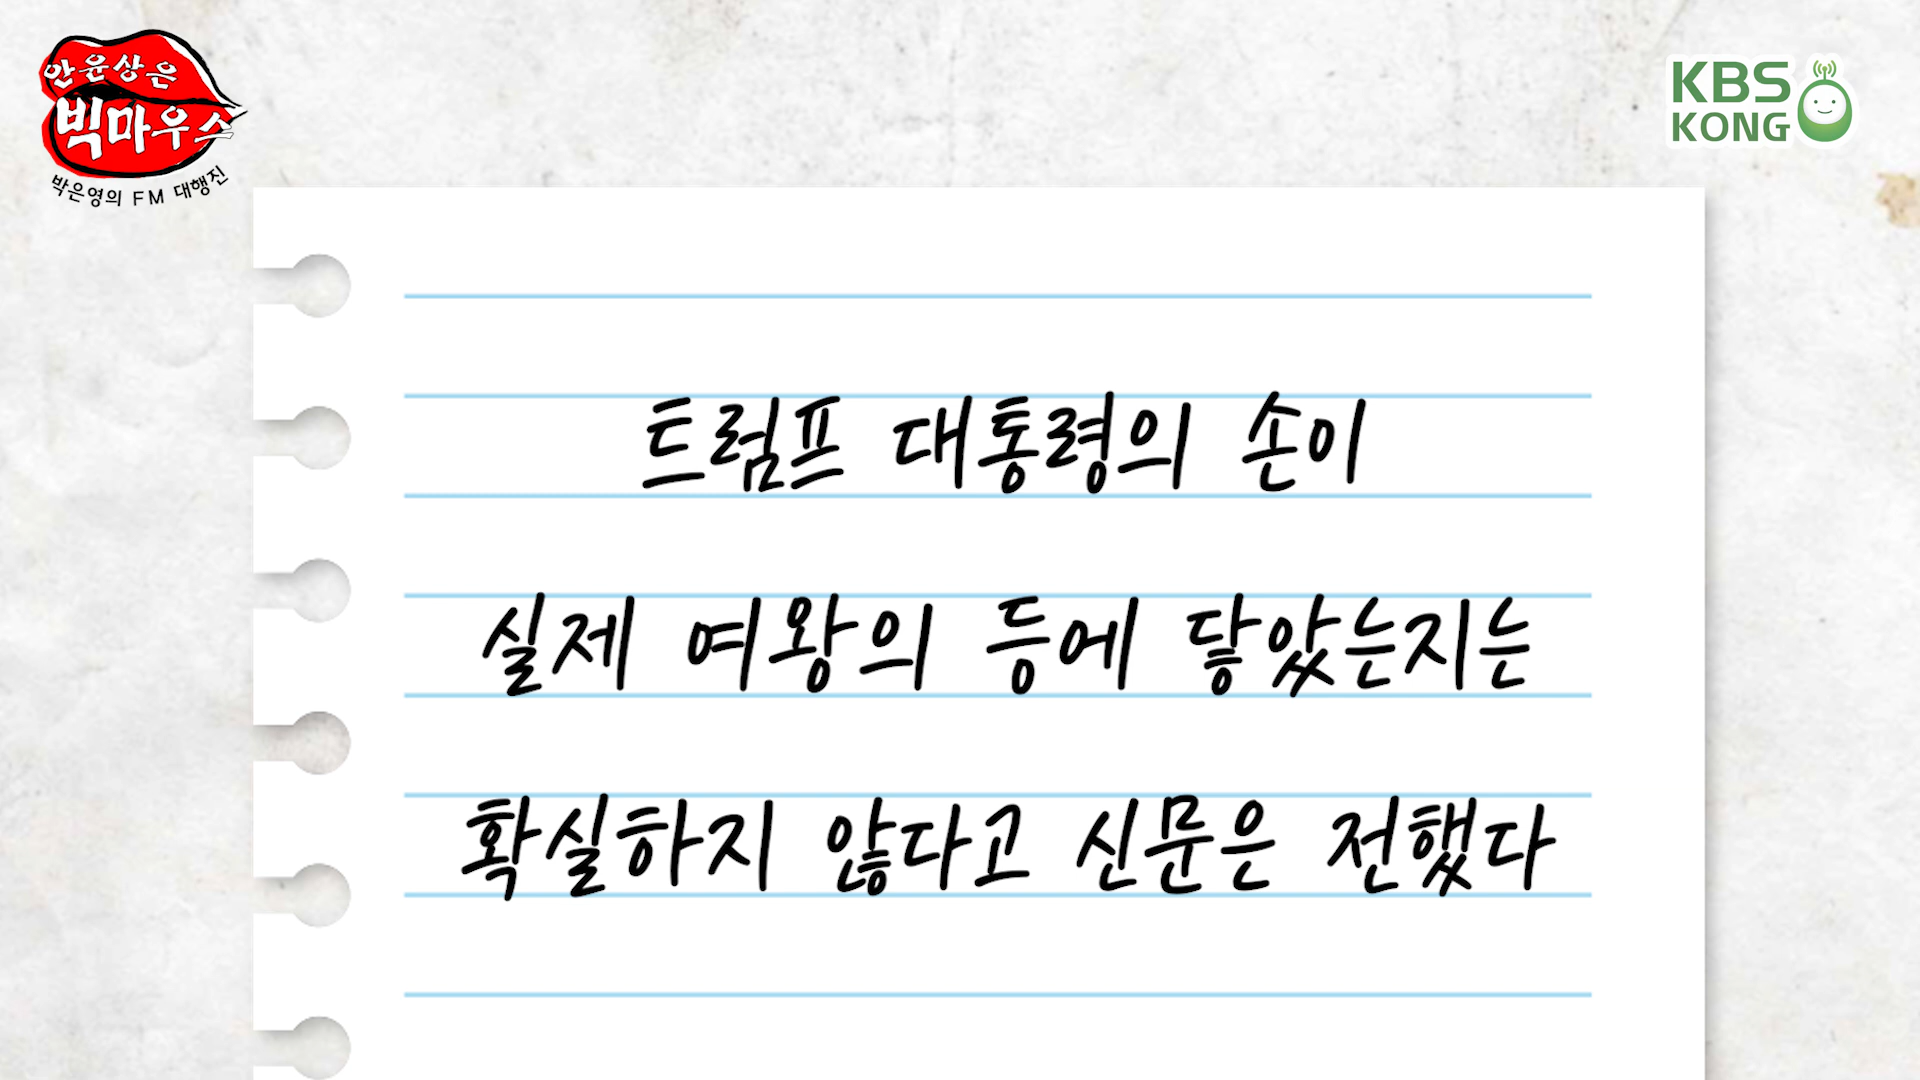 안윤상은
빅마우스
박은영의 FM 대행진
KBS
KONG
트럼프 대통령의 손이
실제 여왕의 등에 닿았는지는
확실하지 않다고 신문은 전했다